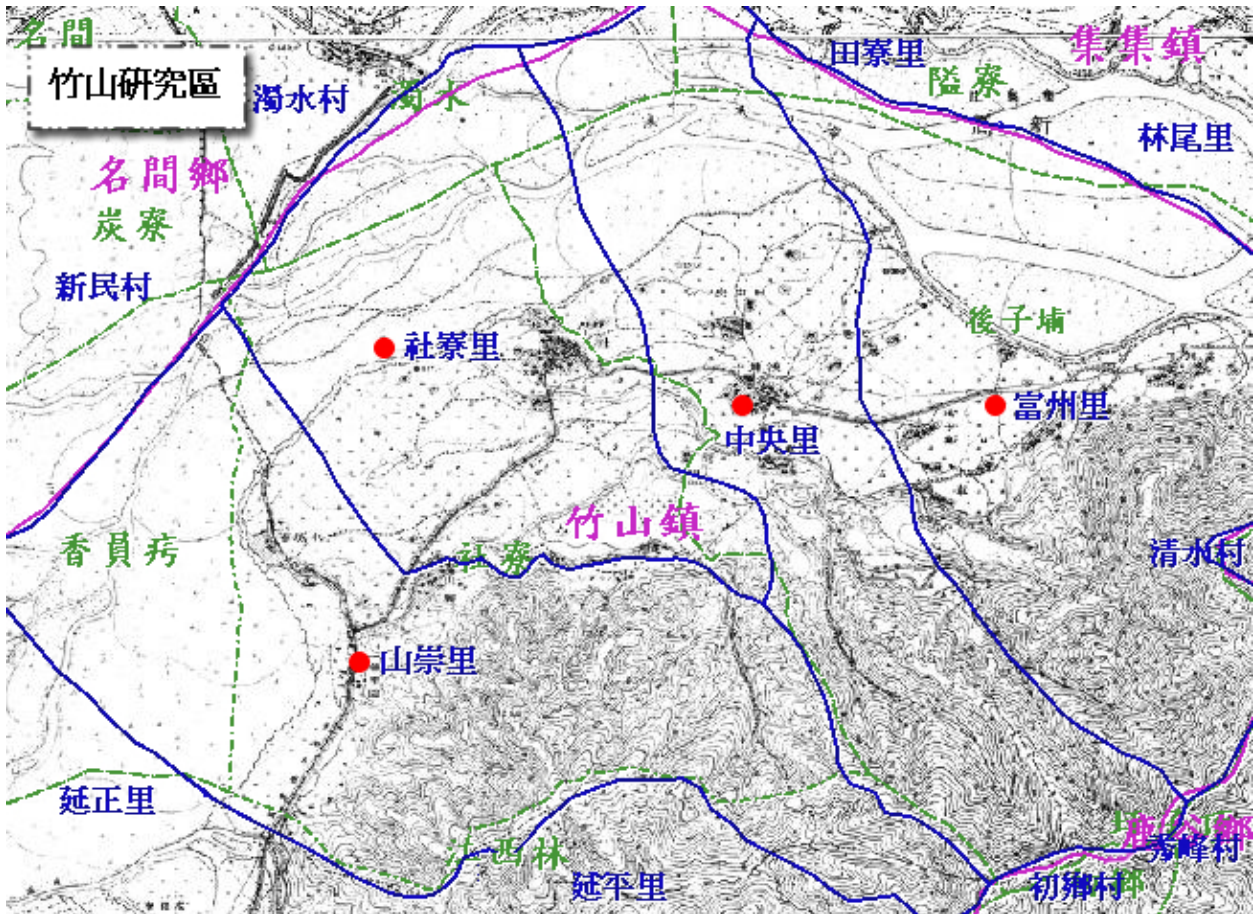 名間
竹山研究區
濁水村
濁水
田寮里
集集鎮
隘寮
林尾里
名間鄉
炭寮
新民村
後子埔
社寮里
富州里
中央里
竹山鎮
香員
社寮
清水村
山崇里
延正里
江西林
延平里
鹿谷鄉
秀峰村
初鄉村